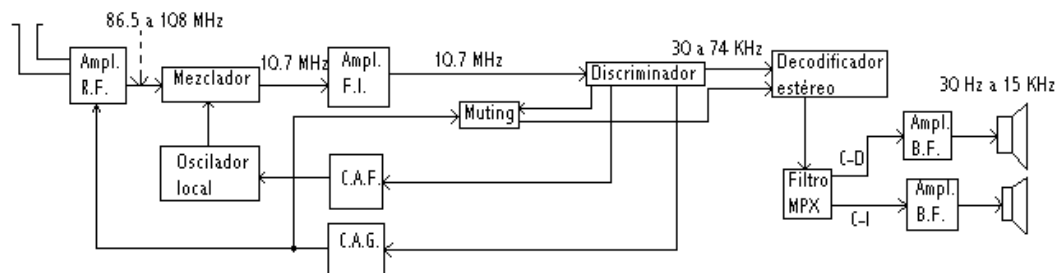 86.5 a 108 MHz
Ampl.
R.F.
Mezclador
10.7 MHz
Ampl.
F.I.
10.7 MHz
Discriminador
30 a 74 KHz
Decodificador
estéreo
30 Hz a 15 KHz
Muting
Oscilador
local
C.A.F.
C.A.G.
Filtro
MPX
C-D
C-I
Ampl.
B.F.
Ampl.
B.F.